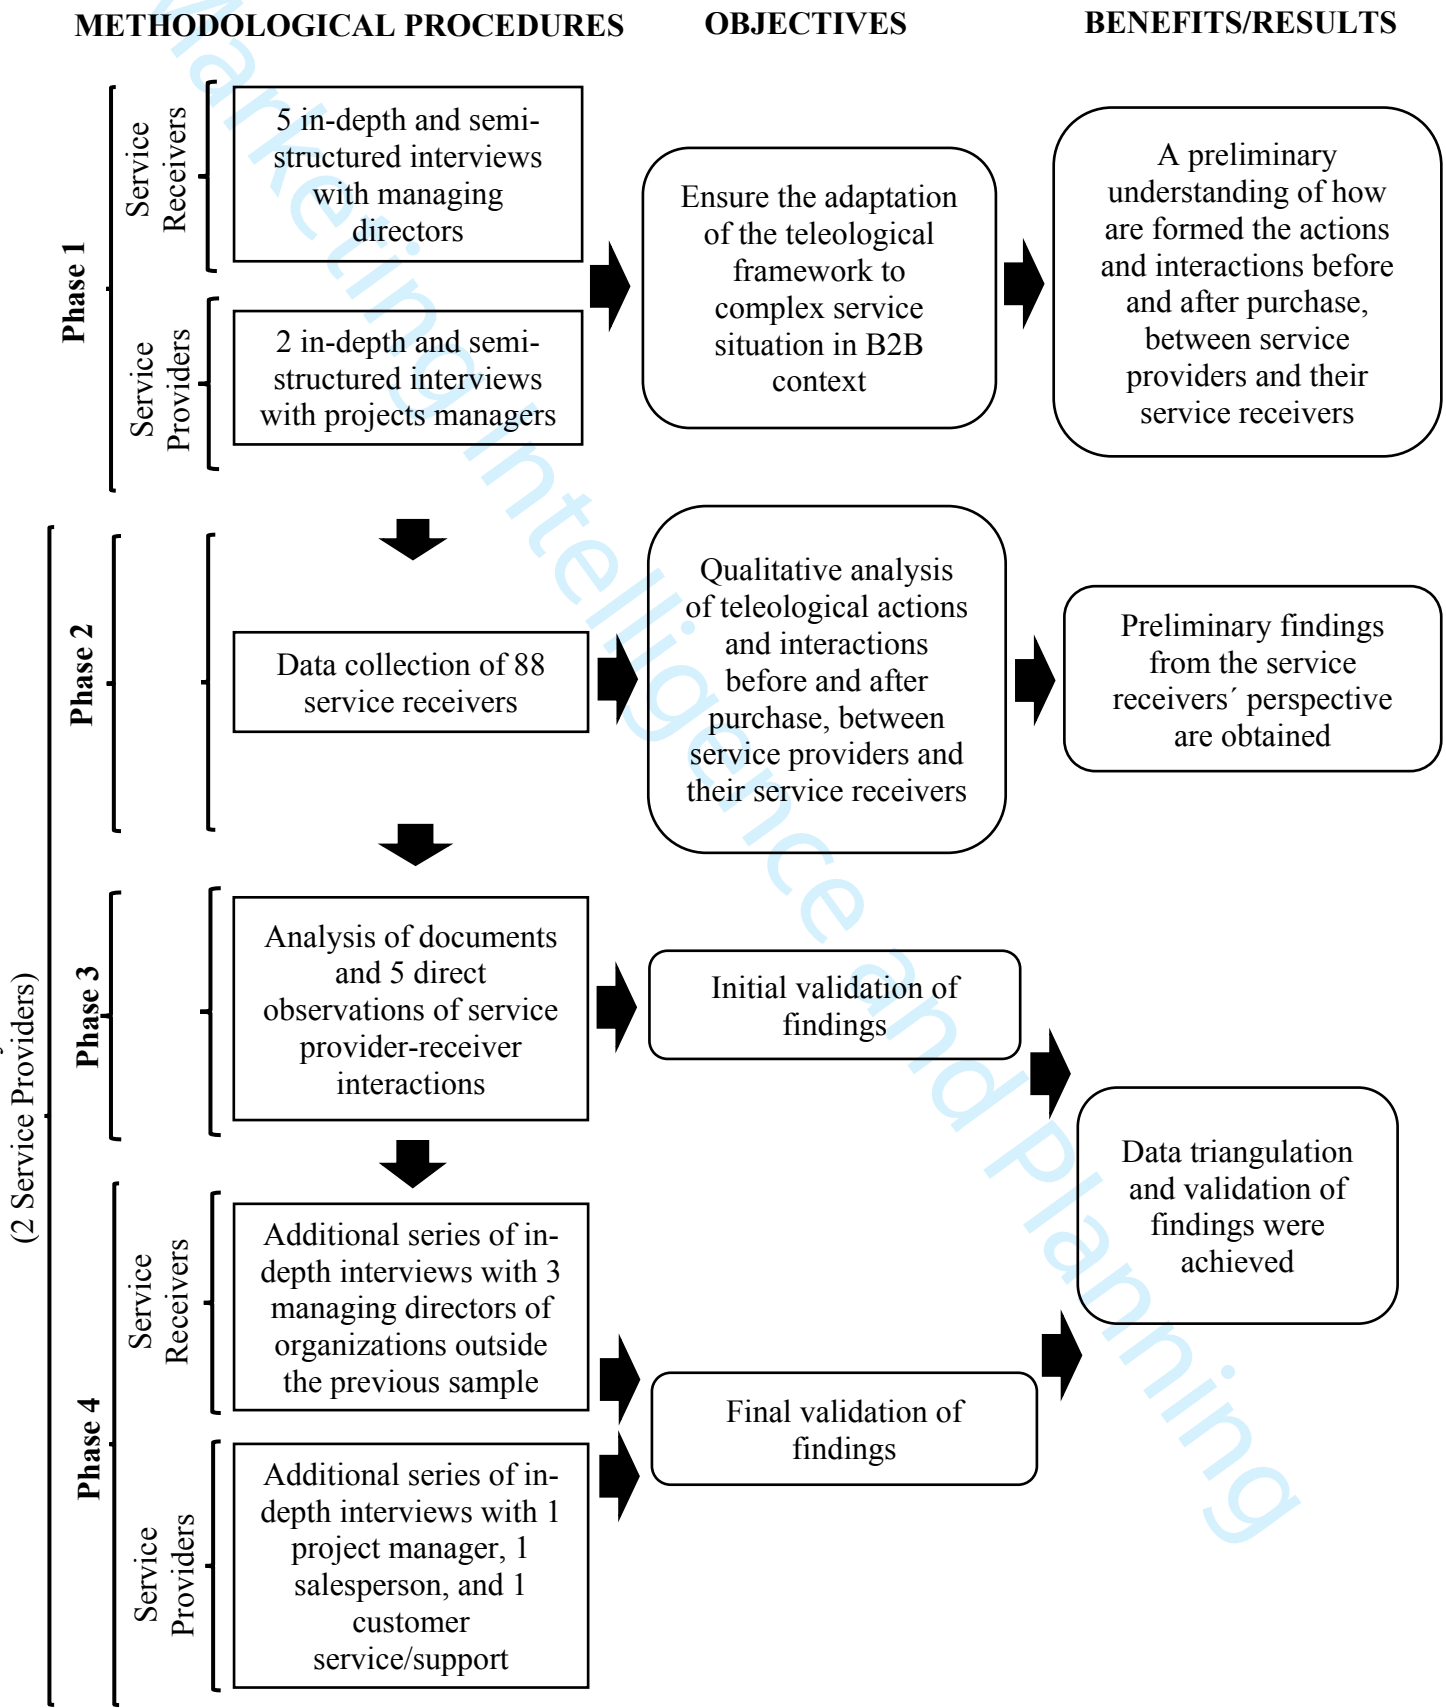 METHODOLOGICAL PROCEDURES
OBJECTIVES
BENEFITS/RESULTS
Phase 1
Service
Receivers
5 in-depth and semi-
structured interviews
with managing
directors
Service
Providers
2 in-depth and semi-
structured interviews
with projects managers
Ensure the adaptation
of the teleological
framework to
complex service
situation in B2B
context
A preliminary
understanding of how
are formed the actions
and interactions before
and after purchase,
between service
providers and their
service receivers
(2 Service Providers)
Phase 2
Data collection of 88
service receivers
Qualitative analysis
of teleological actions
and interactions
before and after
purchase, between
service providers and
their service receivers
Preliminary findings
from the service
receivers´ perspective
are obtained
Phase 3
Analysis of documents
and 5 direct
observations of service
provider-receiver
interactions
Initial validation of
findings
Data triangulation
and validation of
findings were
achieved
Phase 4
Service
Receivers
Additional series of in-
depth interviews with 3
managing directors of
organizations outside
the previous sample
Service
Providers
Additional series of in-
depth interviews with 1
project manager, 1
salesperson, and 1
customer
service/support
Final validation of
findings
Marketing Intelligence and Planning